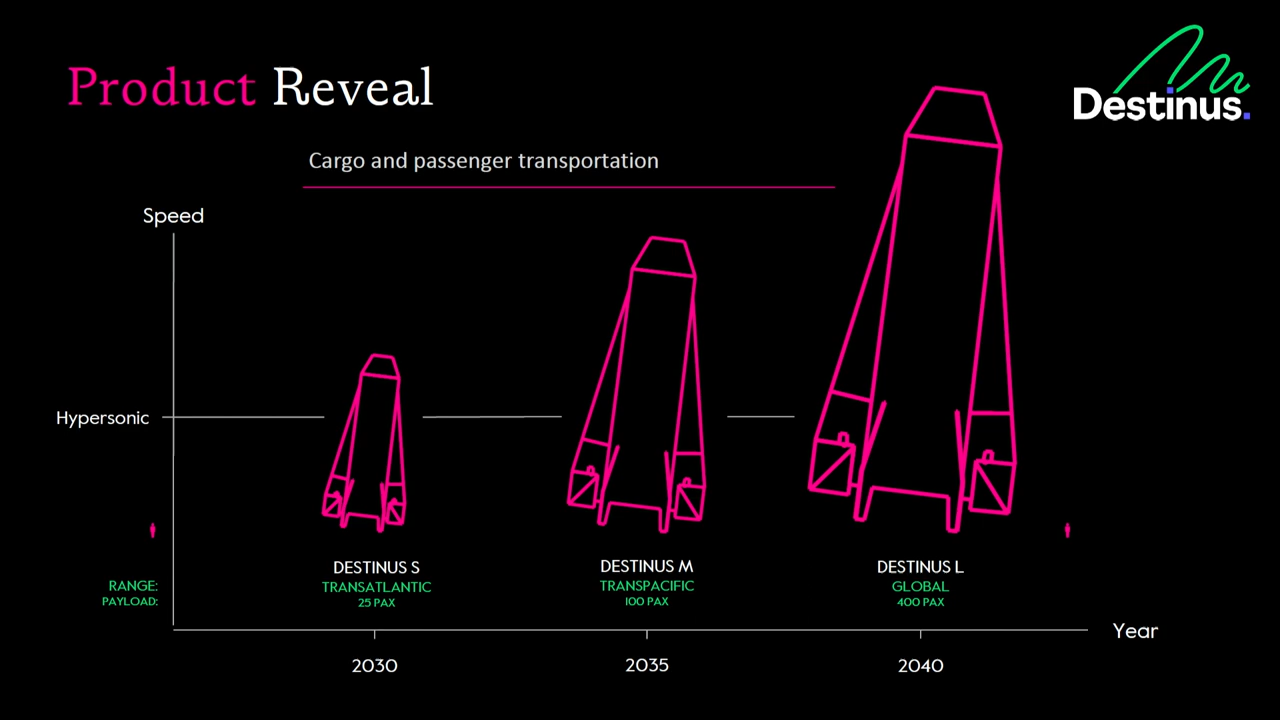 Product Reveal
Destinus.
Cargo and passenger transportation
Speed
Hypersonic
DESTINUS S
DESTINUS M
DESTINUS L
RANGE:
TRANSATLANTIC
TRANSPACIFIC
GLOBAL
PAYLOAD:
25 PAX
100 PAX
400 PAX
Year
2030
2035
2040